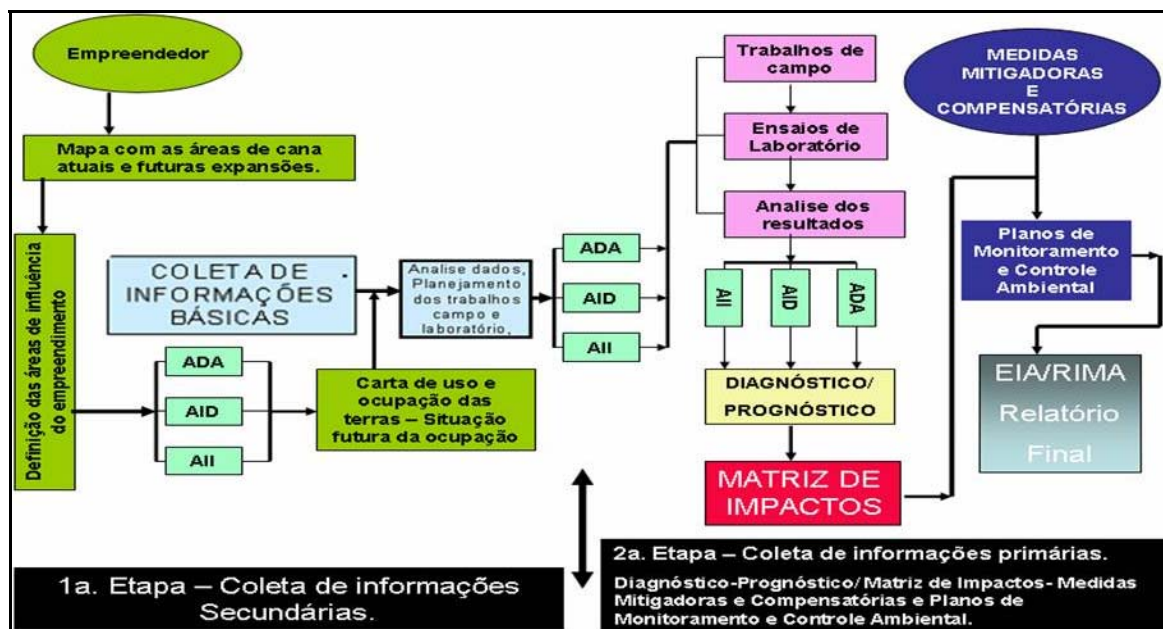 Empreendedor
Mapa com as áreas de cana
atuais e futuras expansões.
Definição das áreas de influência
do empreendimento
COLETA DE
INFORMAÇÕES
BÁSICAS
ADA
AID
AII
Carta de uso e
ocupação das
terras – Situação
futura da ocupação
Analise dados,
Planejamento
dos trabalhos
campo e
laboratório,
ADA
AID
AII
Trabalhos de
campo
Ensaios de
Laboratório
Analise dos
resultados
AII
AID
ADA
DIAGNÓSTICO/
PROGNÓSTICO
MATRIZ DE
IMPACTOS
MEDIDAS
MITIGADORAS
E
COMPENSATÓRIAS
Planos de
Monitoramento
e Controle
Ambiental
EIA/RIMA
Relatório
Final
1a. Etapa – Coleta de informações
Secundárias.
2a. Etapa – Coleta de informações primárias.
Diagnóstico-Prognóstico/ Matriz de Impactos- Medidas
Mitigadoras e Compensatórias e Planos de
Monitoramento e Controle Ambiental.